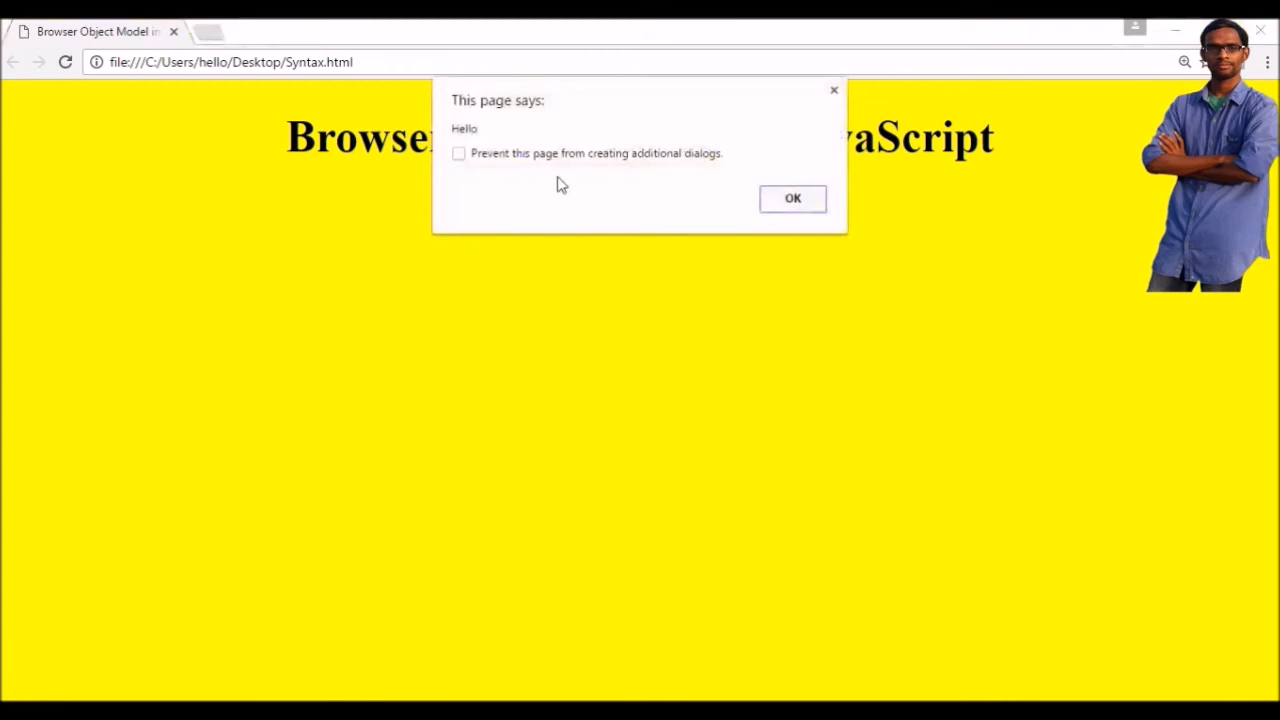 Browser Object Model in
file:///C:/Users/hello/Desktop/Syntax.html
This page says:
Hello
Prevent this page from creating additional dialogs.
OK
Browse
vaScript